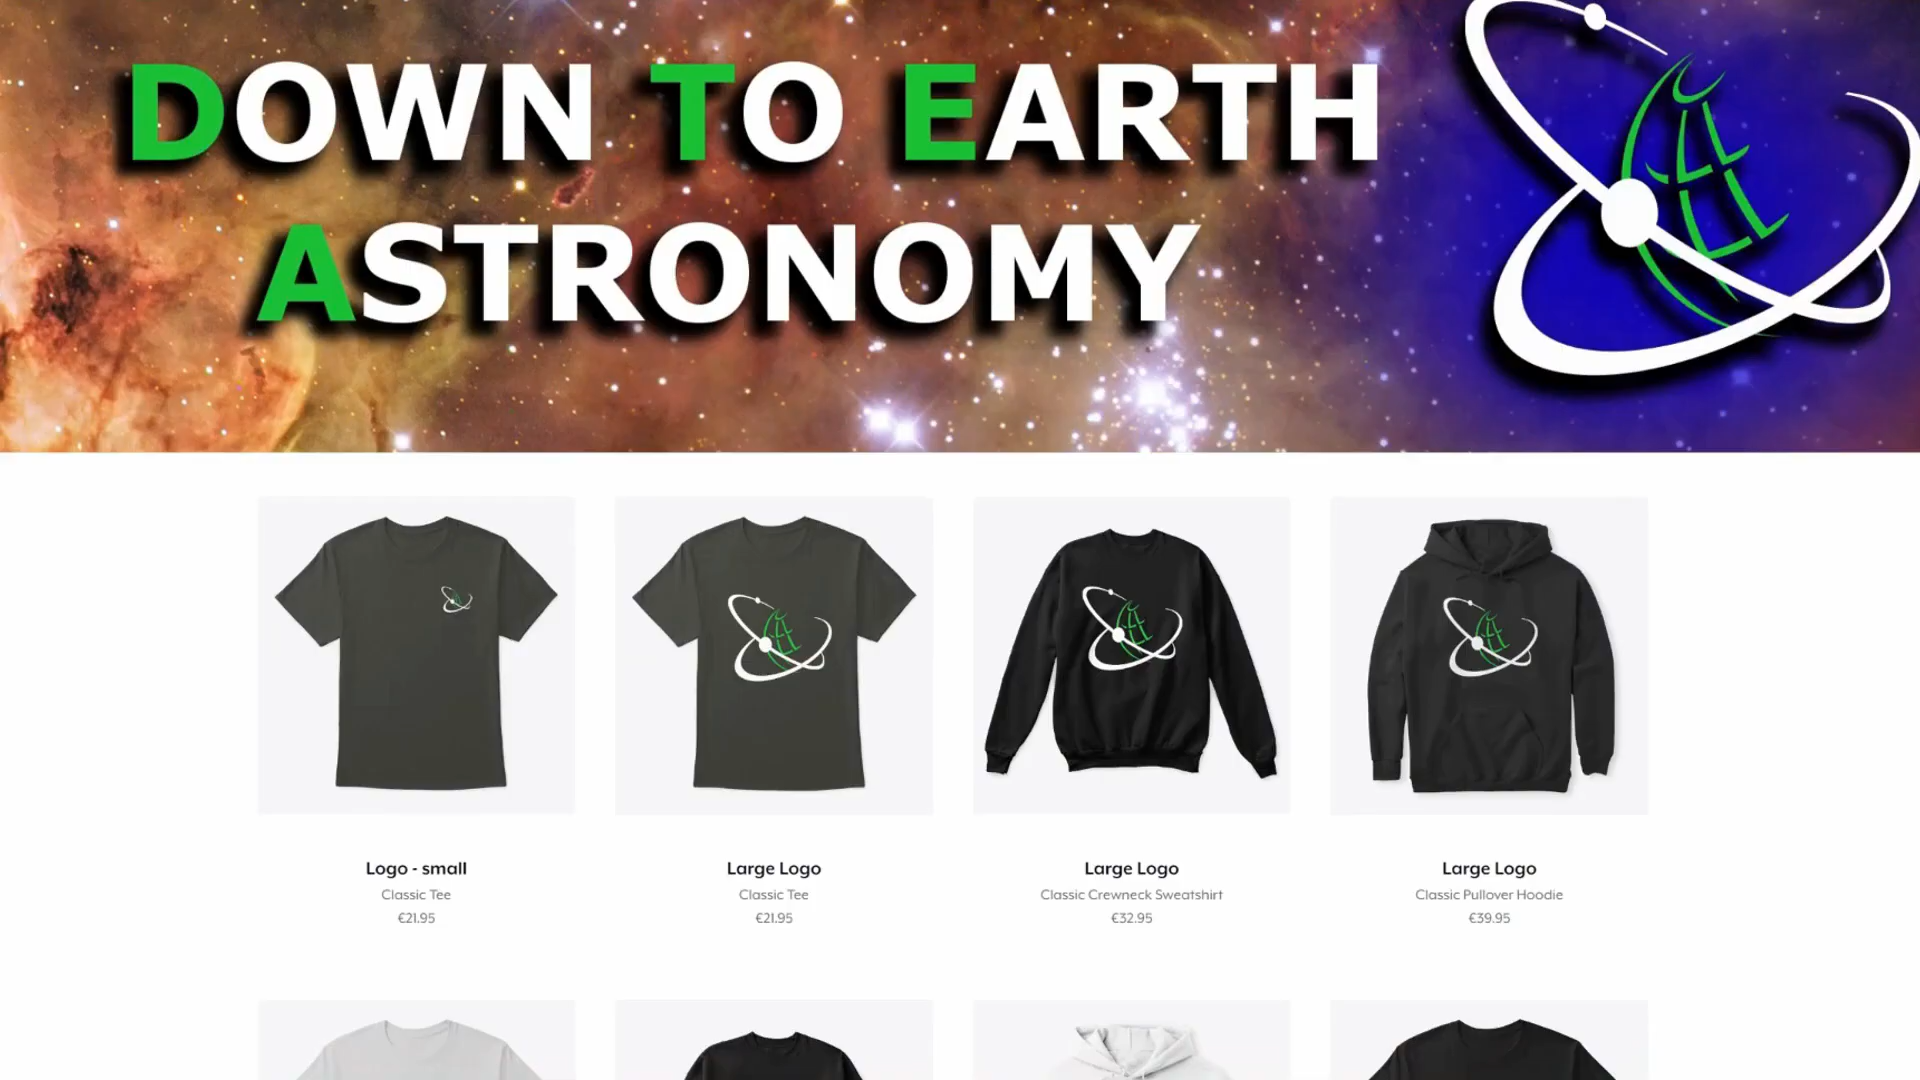 DOWN TO EARTH
ASTRONOMY
Logo - small
Classic Tee
€21.95
Large Logo
Classic Tee
€21.95
Large Logo
Classic Crewneck Sweatshirt
€32.95
Large Logo
Classic Pullover Hoodie
€39.95